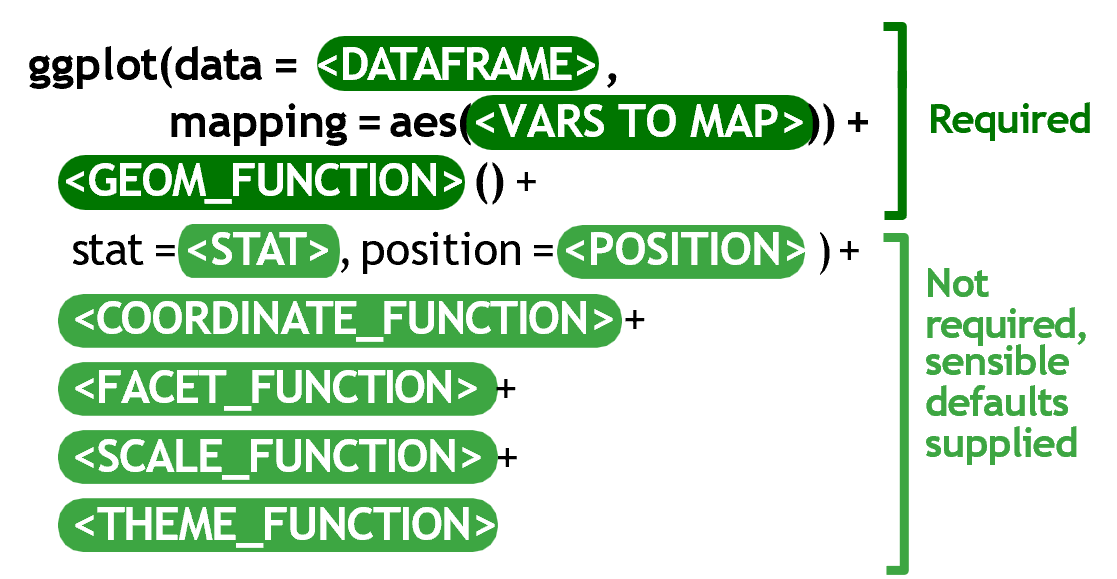 ggplot(data = <DATAFRAME>,
mapping = aes(<VARS TO MAP>)) +
<GEOM_FUNCTION> () +
stat = <STAT>, position = <POSITION> ) +
<COORDINATE_FUNCTION> +
<FACET_FUNCTION> +
<SCALE_FUNCTION> +
<THEME_FUNCTION>
Required
Not
required,
sensible
defaults
supplied